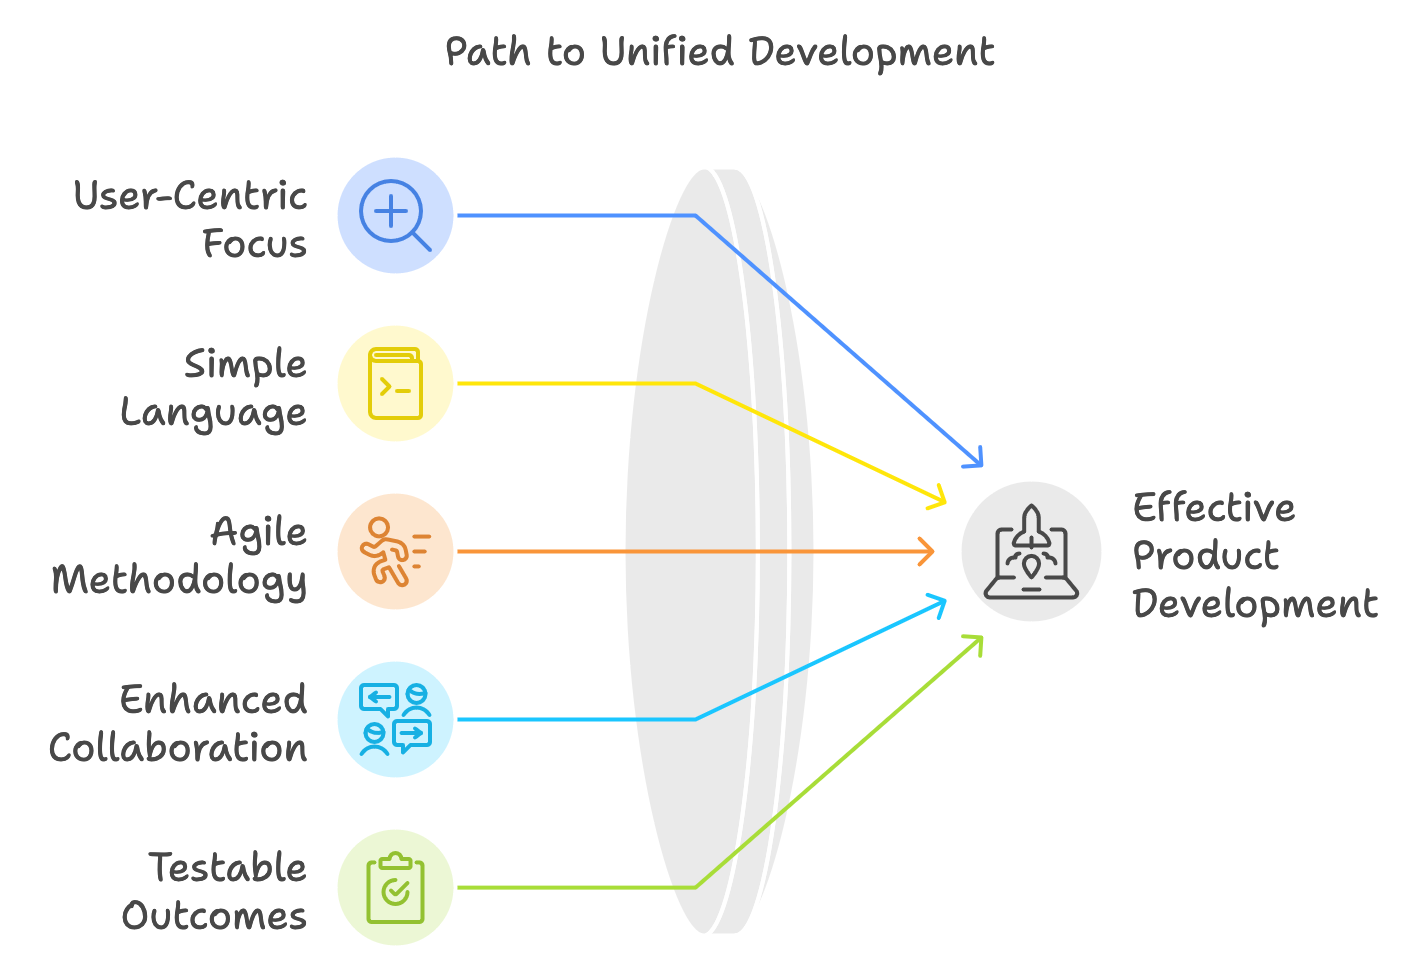 Path to Unified Development
User-Centric
Focus
Simple
Language
Agile
Methodology
Enhanced
Collaboration
Testable
Outcomes
Effective
Product
Development